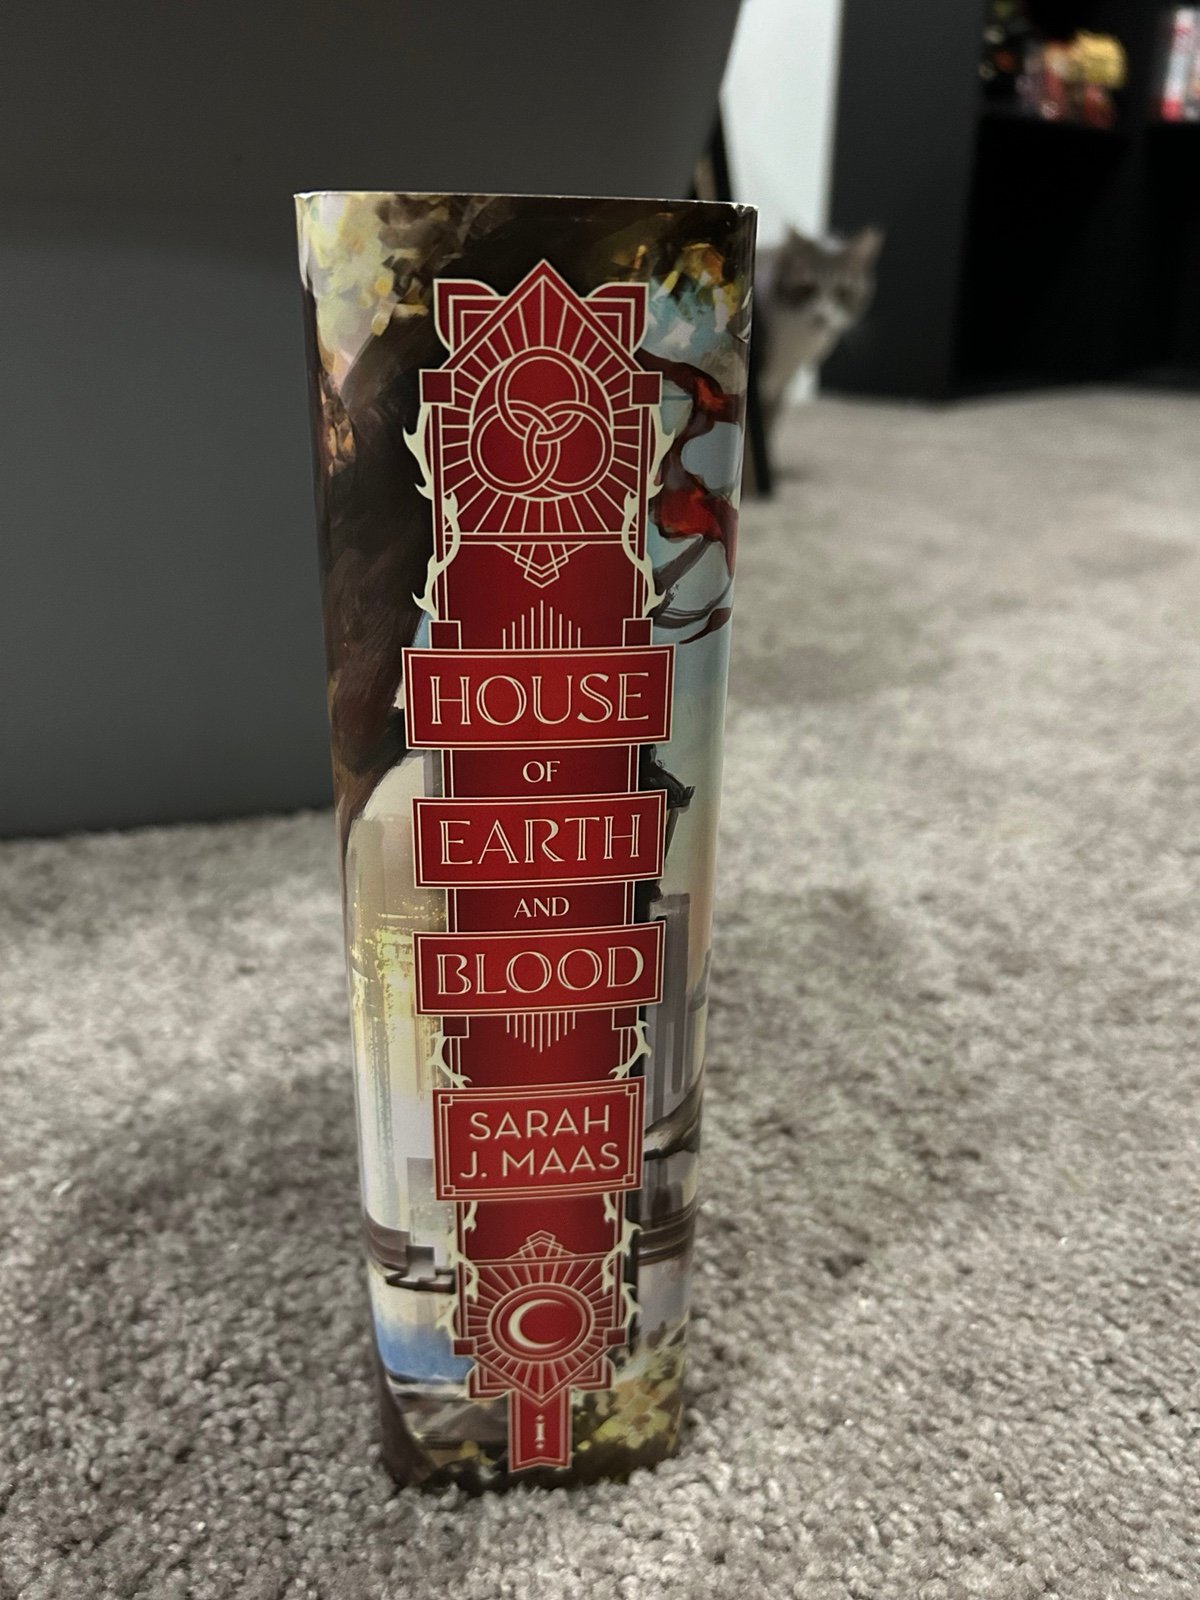 HOUSE
OF
EARTH
AND
BLOOD
SARAH
J. MAAS
i